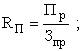 R_П = П_р / З_пр ;